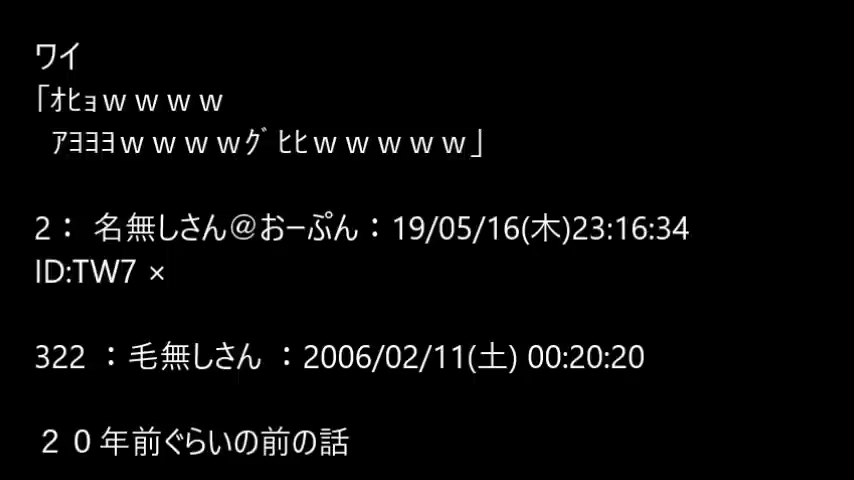 ワイ
「ｵﾋｮｗｗｗｗ
ｱﾖﾖﾖｗｗｗｗｸﾞﾋﾋｗｗｗｗｗ」
2： 名無しさん＠おーぷん：19/05/16(木)23:16:34
ID:TW7 ×
322 ：毛無しさん ：2006/02/11(土) 00:20:20
２０年前ぐらいの前の話